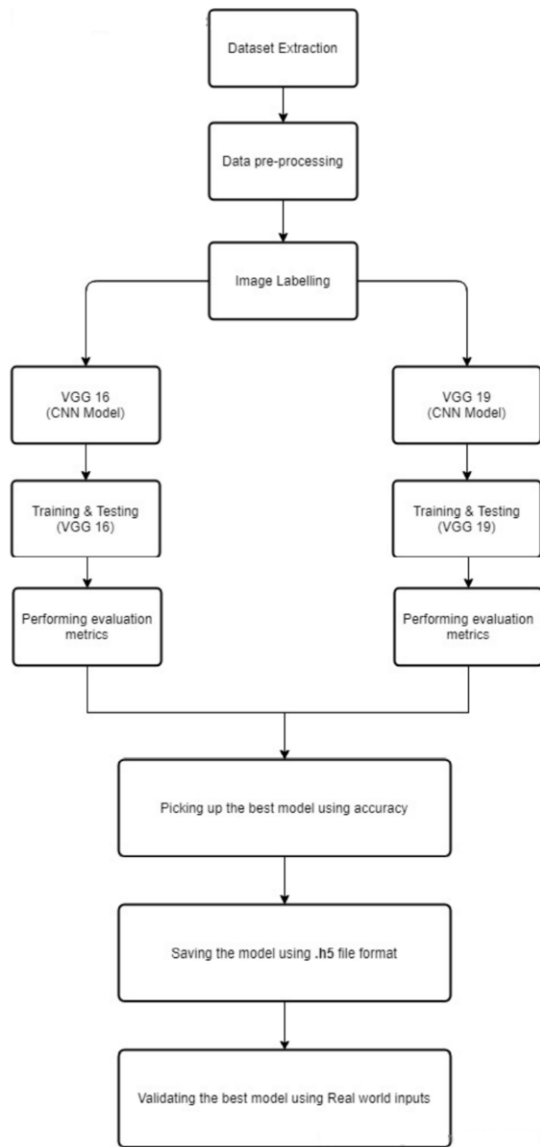 Dataset Extraction
Data pre-processing
Image Labelling
VGG 16
(CNN Model)
VGG 19
(CNN Model)
Training & Testing
(VGG 16)
Training & Testing
(VGG 19)
Performing evaluation
metrics
Performing evaluation
metrics
Picking up the best model using accuracy
Saving the model using .h5 file format
Validating the best model using Real world inputs